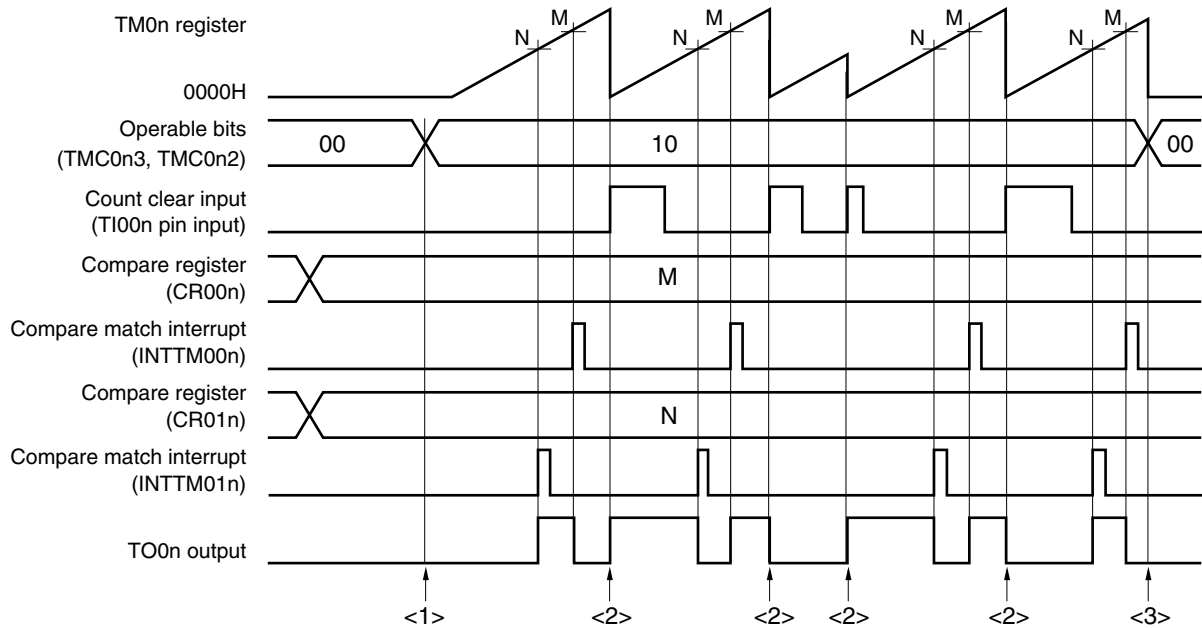 TM0n register
N
M
N
M
N
M
N
M
0000H
Operable bits
(TMC0n3, TMC0n2)
00
10
00
Count clear input
(TI00n pin input)
Compare register
(CR00n)
M
Compare match interrupt
(INTTM00n)
Compare register
(CR01n)
N
Compare match interrupt
(INTTM01n)
TO0n output
<1>
<2>
<2>
<2>
<2>
<3>